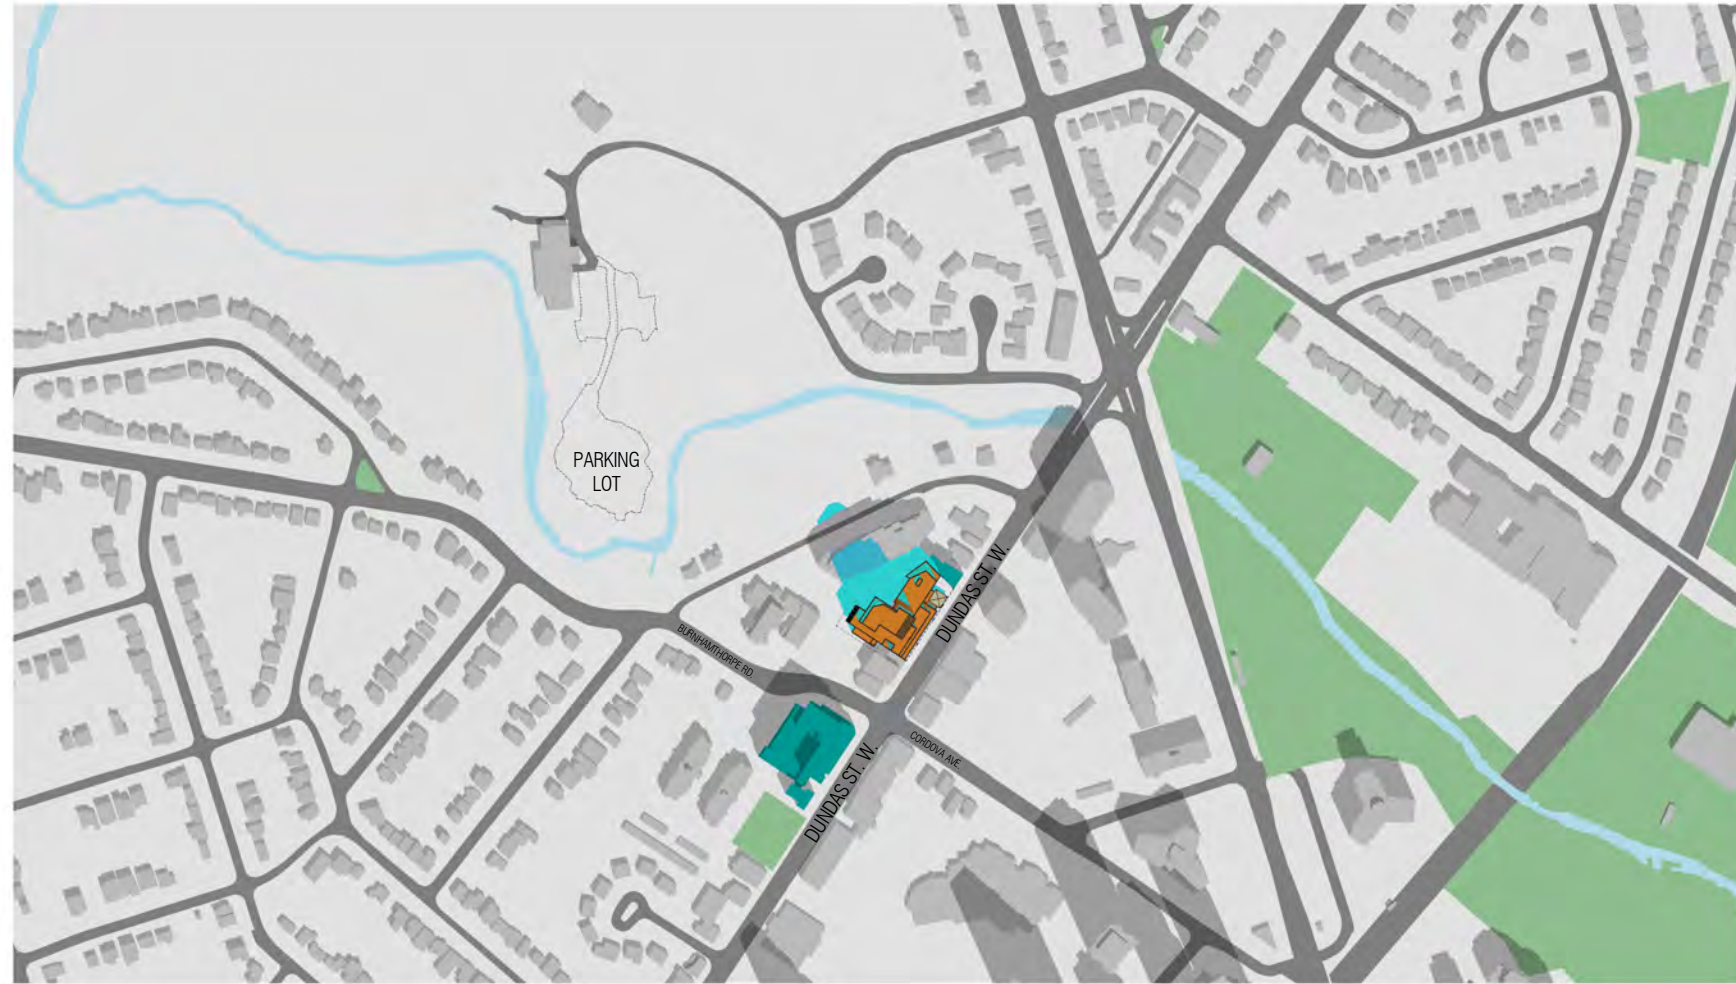 PARKING
LOT
DUNDAS ST. W.
BURNHAMTHORPE RD.
CORDOVA AVE.
DUNDAS ST. W.